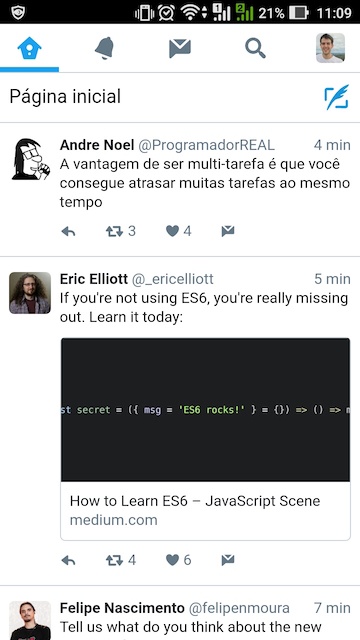 21% 11:09
Página inicial
Andre Noel @ProgramadorREAL 4 min
A vantagem de ser multi-tarefa é que você
consegue atrasar muitas tarefas ao mesmo
tempo
3 4
Eric Elliott @_ericelliott 5 min
If you're not using ES6, you're really missing
out. Learn it today:
st secret = ({ msg = 'ES6 rocks!' } = {}) => () => m
How to Learn ES6 – JavaScript Scene
medium.com
4 6
Felipe Nascimento @felipenmoura 7 min
Tell us what do you think about the new